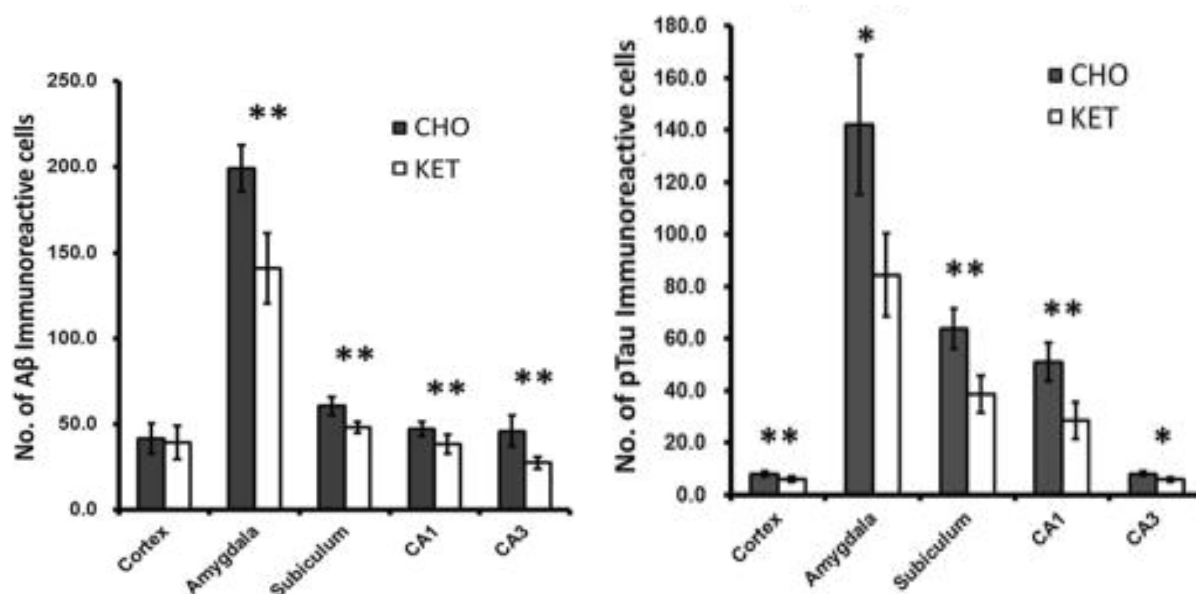 No. of Aβ Immunoreactive cells
250.0
200.0
150.0
100.0
50.0
0.0
**
**
**
**
CHO
KET
Cortex
Amygdala
Subiculum
CA1
CA3
No. of pTau Immunoreactive cells
180.0
160.0
140.0
120.0
100.0
80.0
60.0
40.0
20.0
0.0
**
*
**
**
*
CHO
KET
Cortex
Amygdala
Subiculum
CA1
CA3